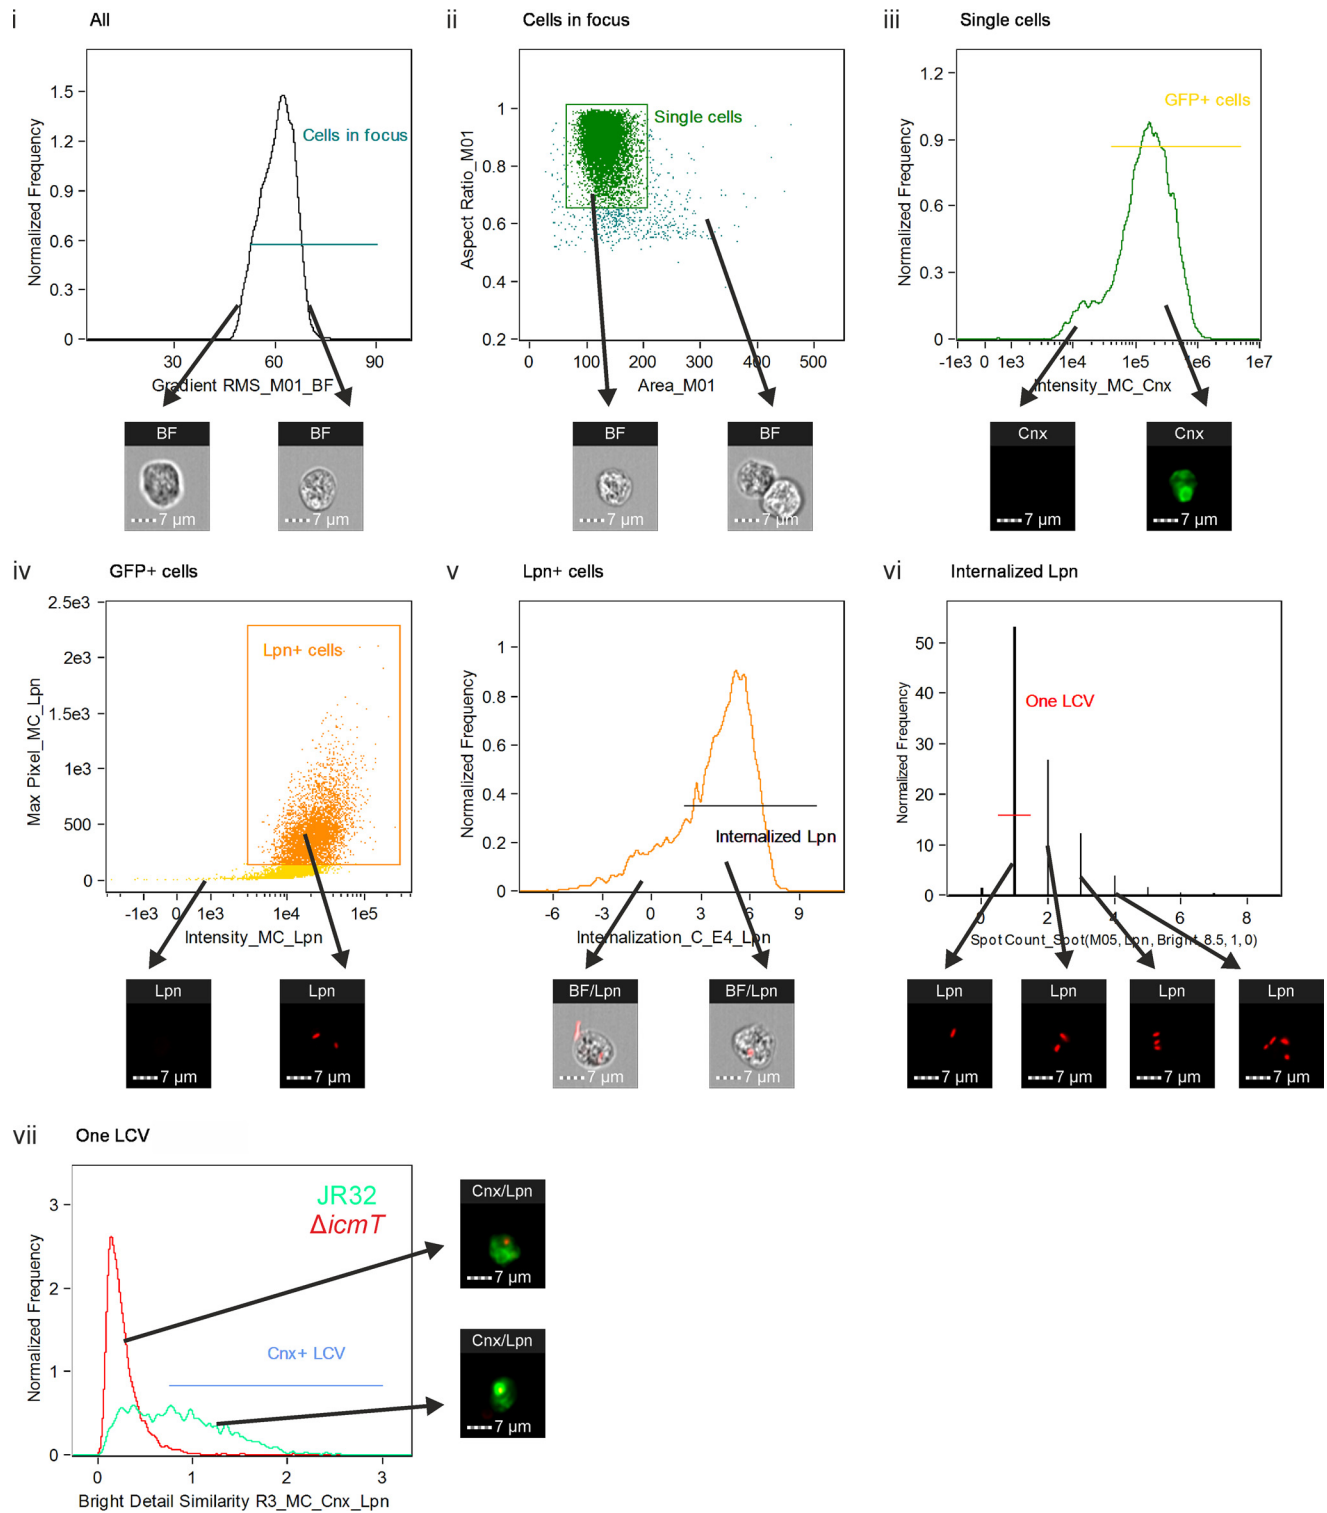 i All
Normalized Frequency
1.5
1.2
0.9
0.6
0.3
0
Cells in focus
30 60 90
Gradient RMS_M01_BF
BF
7 µm
BF
7 µm
ii Cells in focus
Aspect Ratio_M01
1
0.8
0.6
0.4
0.2
Single cells
0 100 200 300 400 500
Area_M01
BF
7 µm
BF
7 µm
iii Single cells
Normalized Frequency
1.2
0.9
0.6
0.3
0
GFP+ cells
-1e3 0 1e3 1e4 1e5 1e6 1e7
Intensity_MC_Cnx
Cnx
7 µm
Cnx
7 µm
iv GFP+ cells
Max Pixel_MC_Lpn
2.5e3
2e3
1.5e3
1e3
500
0
Lpn+ cells
-1e3 0 1e3 1e4 1e5
Intensity_MC_Lpn
Lpn
7 µm
Lpn
7 µm
v Lpn+ cells
Normalized Frequency
1
0.8
0.6
0.4
0.2
0
Internalized Lpn
-6 -3 0 3 6 9
Internalization_C_E4_Lpn
BF/Lpn
7 µm
BF/Lpn
7 µm
vi Internalized Lpn
Normalized Frequency
50
40
30
20
10
0
One LCV
0 2 4 6 8
SpotCount_Spot(M05, Lpn, Bright, 8.5, 1, 0)
Lpn
7 µm
Lpn
7 µm
Lpn
7 µm
Lpn
7 µm
vii One LCV
Normalized Frequency
3
2
1
0
JR32
ΔicmT
Cnx+ LCV
0 1 2 3
Bright Detail Similarity R3_MC_Cnx_Lpn
Cnx/Lpn
7 µm
Cnx/Lpn
7 µm